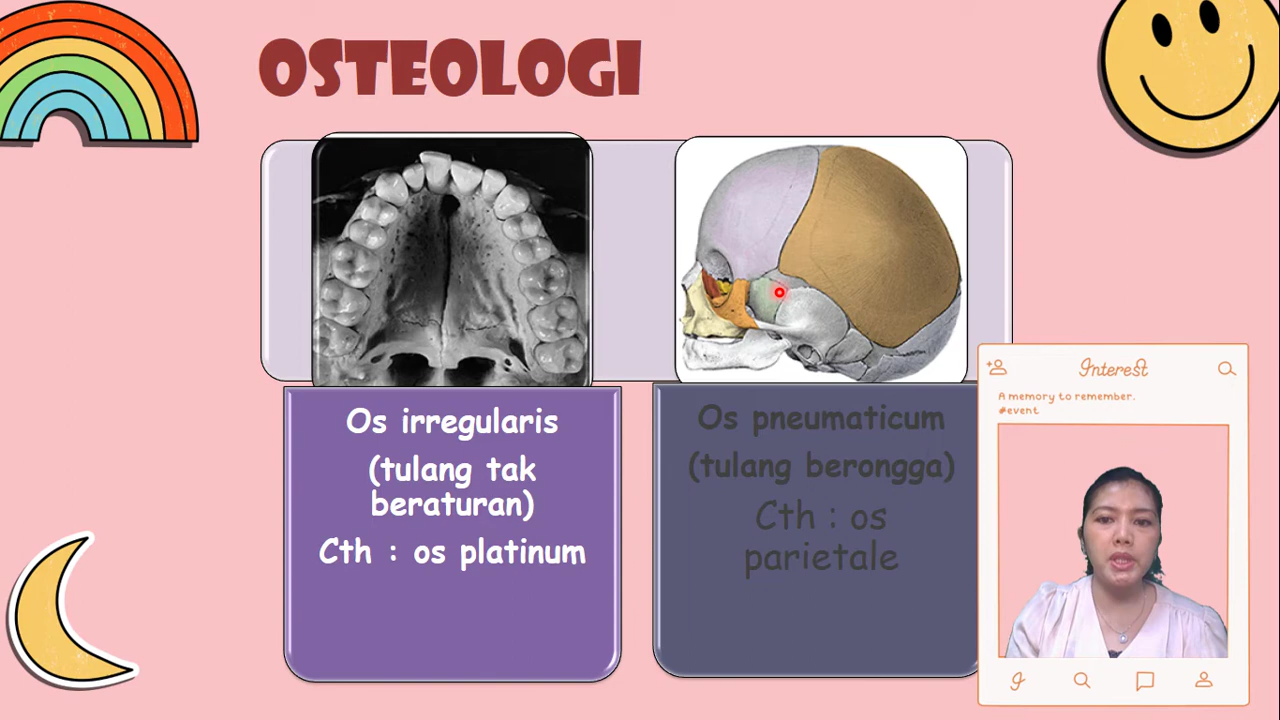 OSTEOLOGI
Os irregularis
(tulang tak
beraturan)
Cth : os platinum
Os pneumaticum
(tulang berongga)
Cth : os
parietale
Interest
A memory to remember.
#event